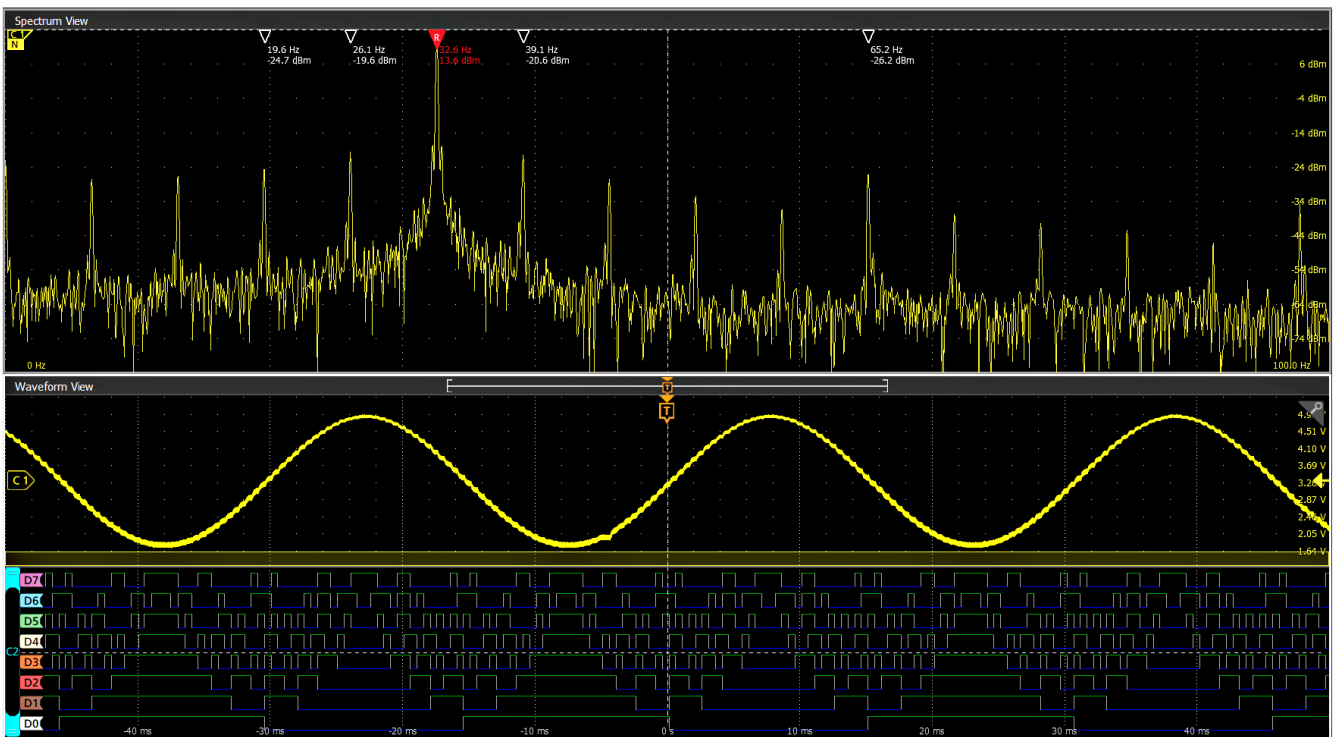 Spectrum View
C 1
N
R
19.6 Hz
-24.7 dBm
26.1 Hz
-19.6 dBm
32.6 Hz
13.6 dBm
39.1 Hz
-20.6 dBm
65.2 Hz
-26.2 dBm
6 dBm
-4 dBm
-14 dBm
-24 dBm
-34 dBm
-44 dBm
-54 dBm
-64 dBm
-74 dBm
0 Hz
100.0 Hz
Waveform View
T
T
C 1
4.51 V
4.10 V
3.69 V
2.87 V
2.05 V
1.64 V
D7
D6
D5
D4
C2
D3
D2
D1
D0
-40 ms
-30 ms
-20 ms
-10 ms
0 s
10 ms
20 ms
30 ms
40 ms